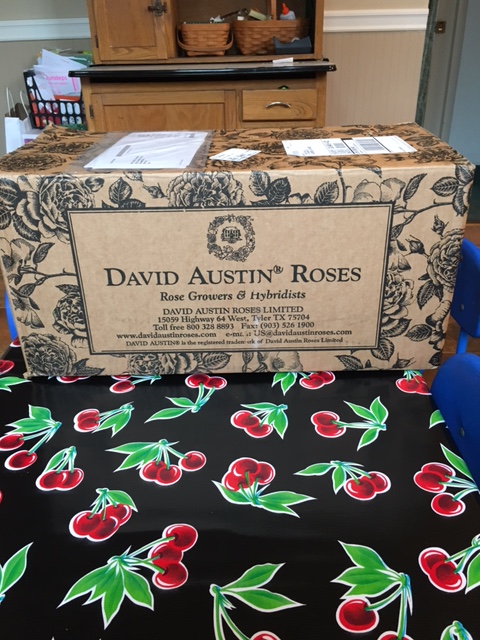 DAVID AUSTIN® ROSES
Rose Growers & Hybridists
DAVID AUSTIN ROSES LIMITED
15059 Highway 64 West, Tyler TX 75704
Toll free 800 328 8893 Fax: (903) 526 1900
www.davidaustinroses.com e-mail US@davidaustinroses.com
DAVID AUSTIN® is the registered trademark of David Austin Roses Limited